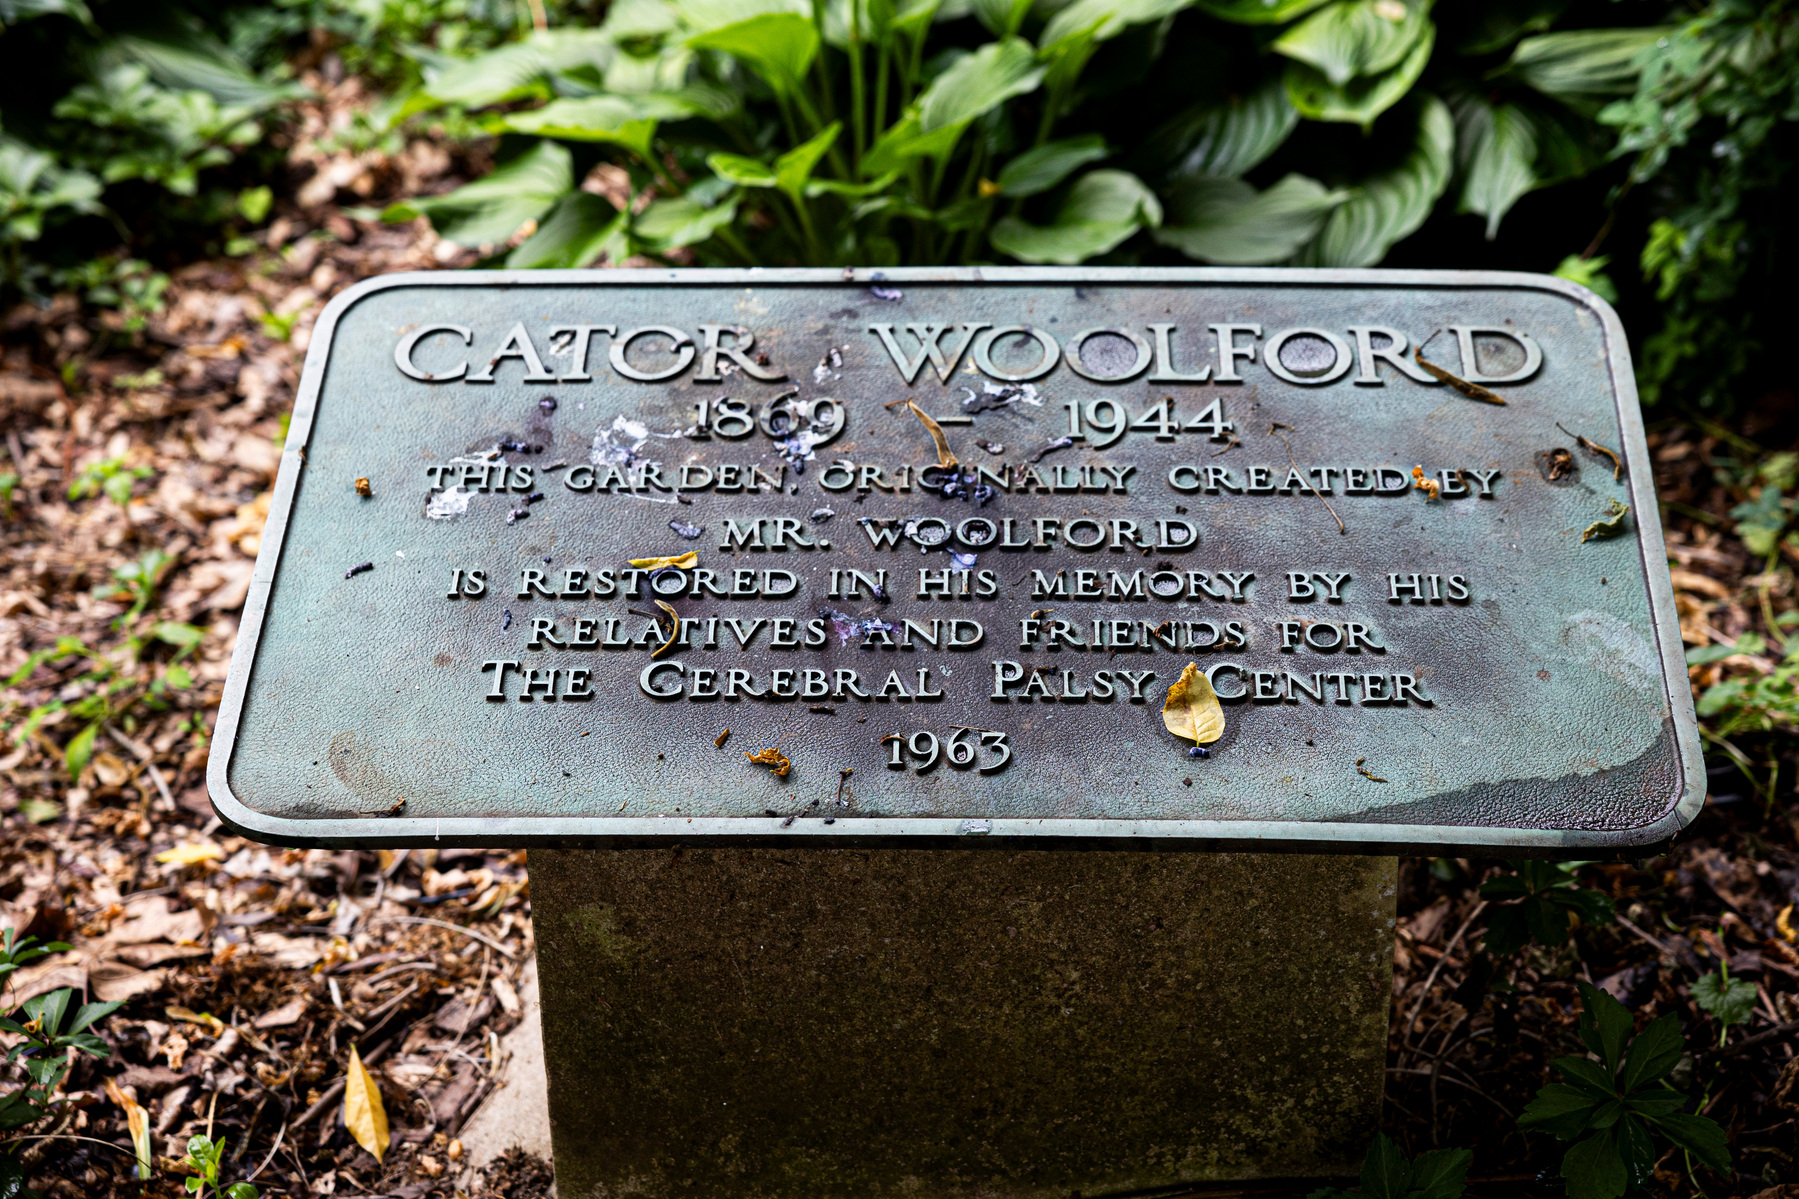 CATOR WOOLFORD
1869 - 1944
THIS GARDEN, ORIGINALLY CREATED BY
MR. WOOLFORD
IS RESTORED IN HIS MEMORY BY HIS
RELATIVES AND FRIENDS FOR
THE CEREBRAL PALSY CENTER
1963